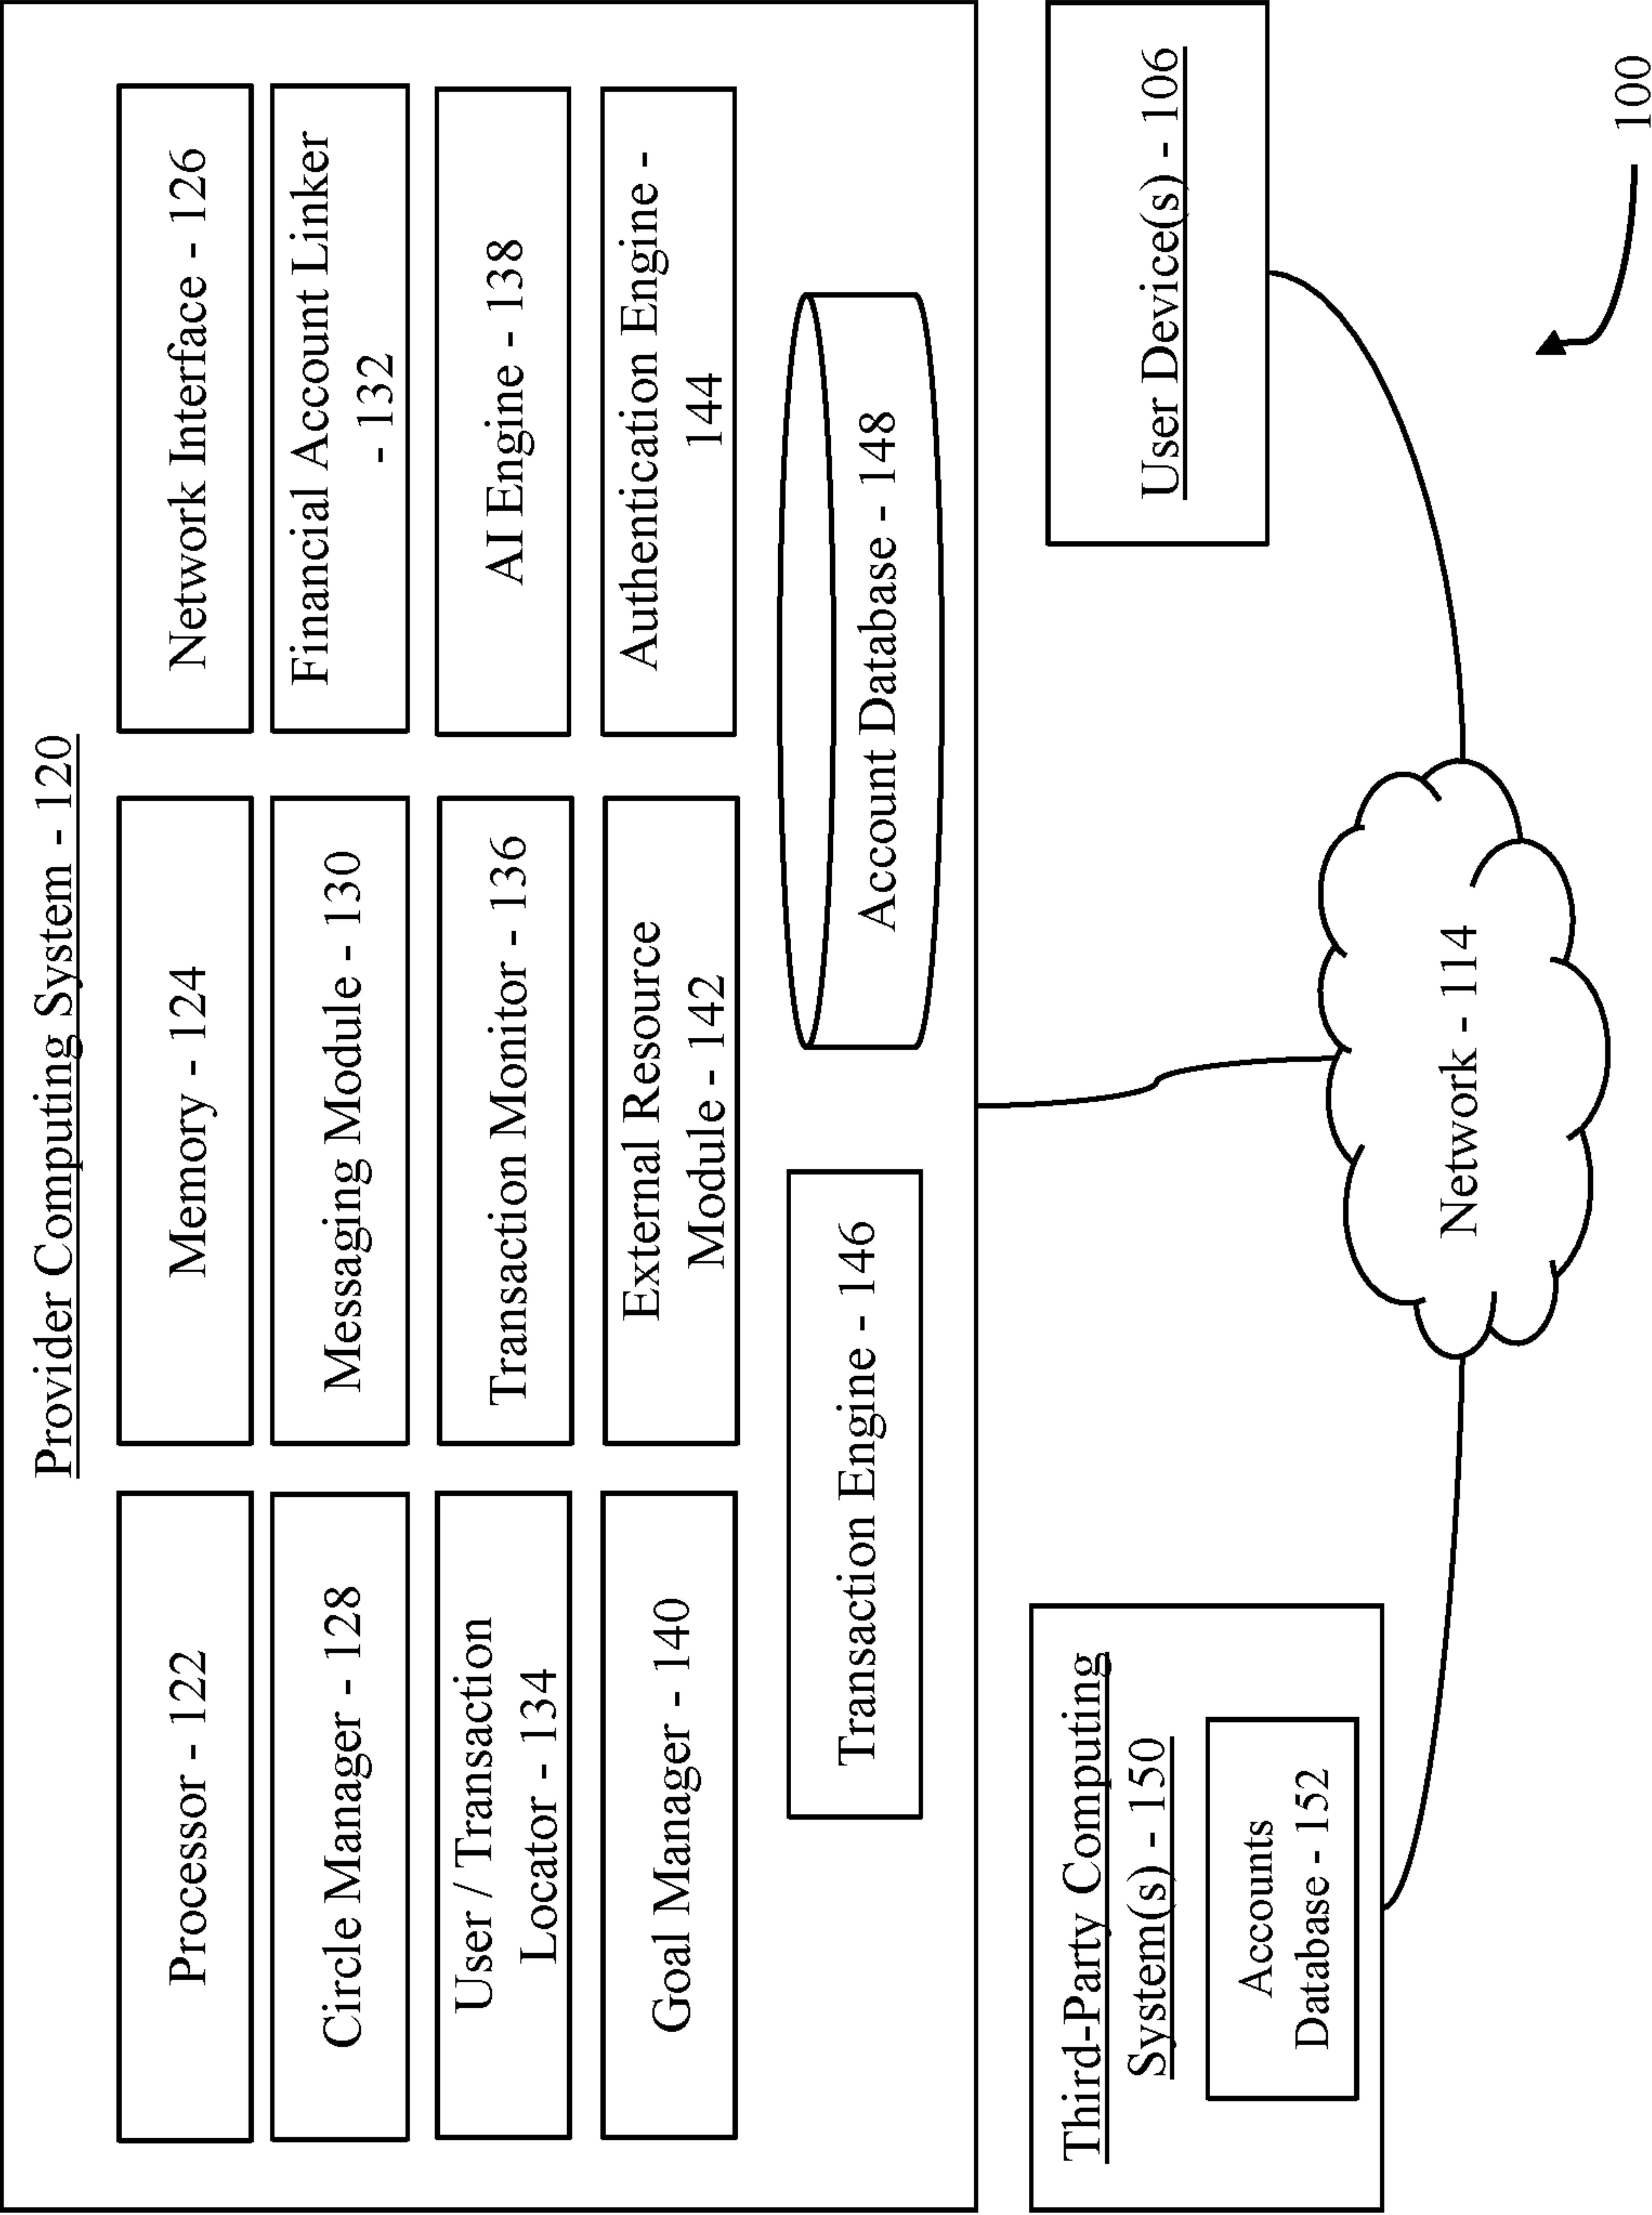 Provider Computing System - 120
Processor - 122
Memory - 124
Network Interface - 126
Circle Manager - 128
Messaging Module - 130
Financial Account Linker
- 132
User / Transaction
Locator - 134
Transaction Monitor - 136
AI Engine - 138
Goal Manager - 140
External Resource
Module - 142
Authentication Engine -
144
Transaction Engine - 146
Account Database - 148
Third-Party Computing
System(s) - 150
Accounts
Database - 152
User Device(s) - 106
Network - 114
100